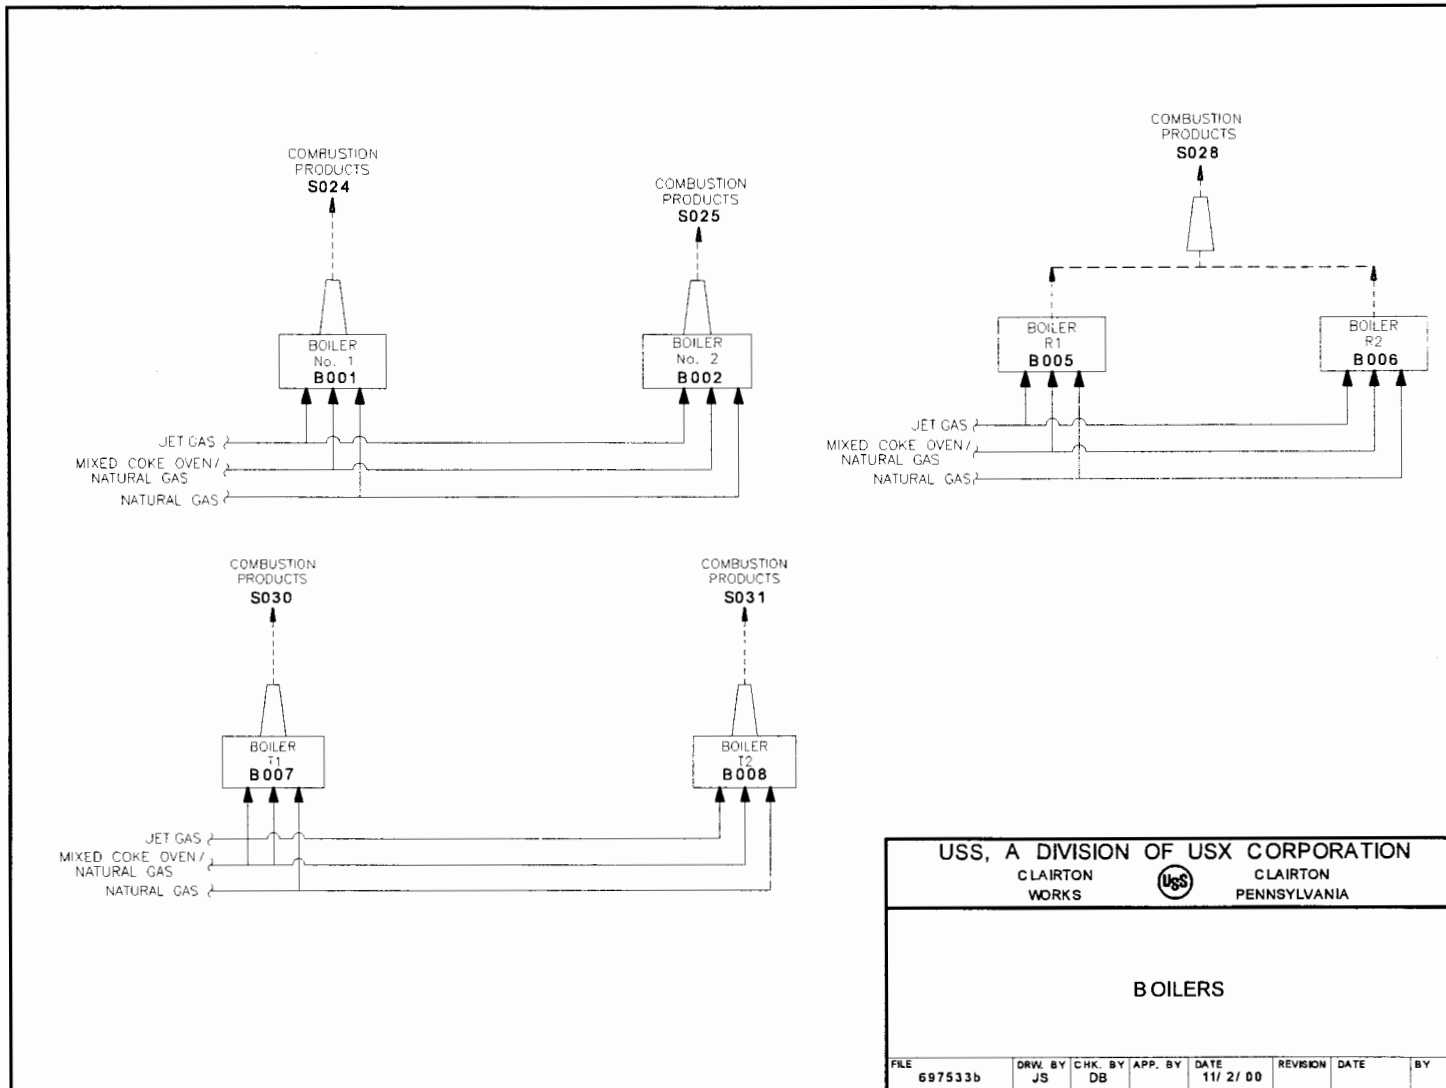 COMBUSTION
PRODUCTS
S024
COMBUSTION
PRODUCTS
S025
COMBUSTION
PRODUCTS
S028
BOILER
No. 1
B001
BOILER
No. 2
B002
BOILER
R1
B005
BOILER
R2
B006
JET GAS
MIXED COKE OVEN/
NATURAL GAS
NATURAL GAS
JET GAS
MIXED COKE OVEN/
NATURAL GAS
NATURAL GAS
COMBUSTION
PRODUCTS
S030
COMBUSTION
PRODUCTS
S031
BOILER
T1
B007
BOILER
T2
B008
JET GAS
MIXED COKE OVEN/
NATURAL GAS
NATURAL GAS
USS, A DIVISION OF USX CORPORATION
CLAIRTON
WORKS
USS
CLAIRTON
PENNSYLVANIA
BOILERS
FILE
697533b
DRW. BY
JS
CHK. BY
DB
APP. BY
DATE
11/2/00
REVISION
DATE
BY